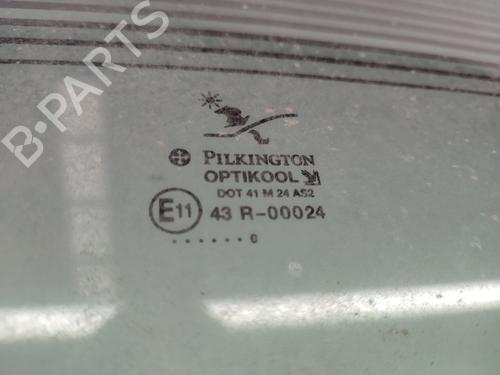 B-PARTS
PILKINGTON
OPTIKOOL
DOT 41 M 24 AS2
E11 43 R-00024
...... 0